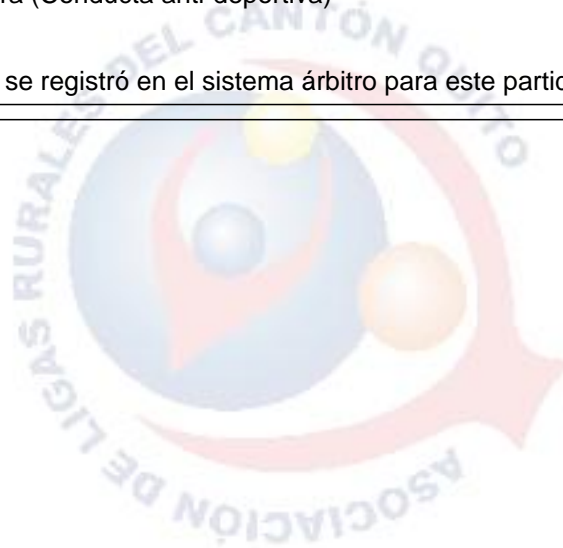 ra (Conducta anti-deportiva)
se registró en el sistema árbitro para este partid
ASOCIACIÓN DE LIGAS RURALES DEL CANTÓN QUITO